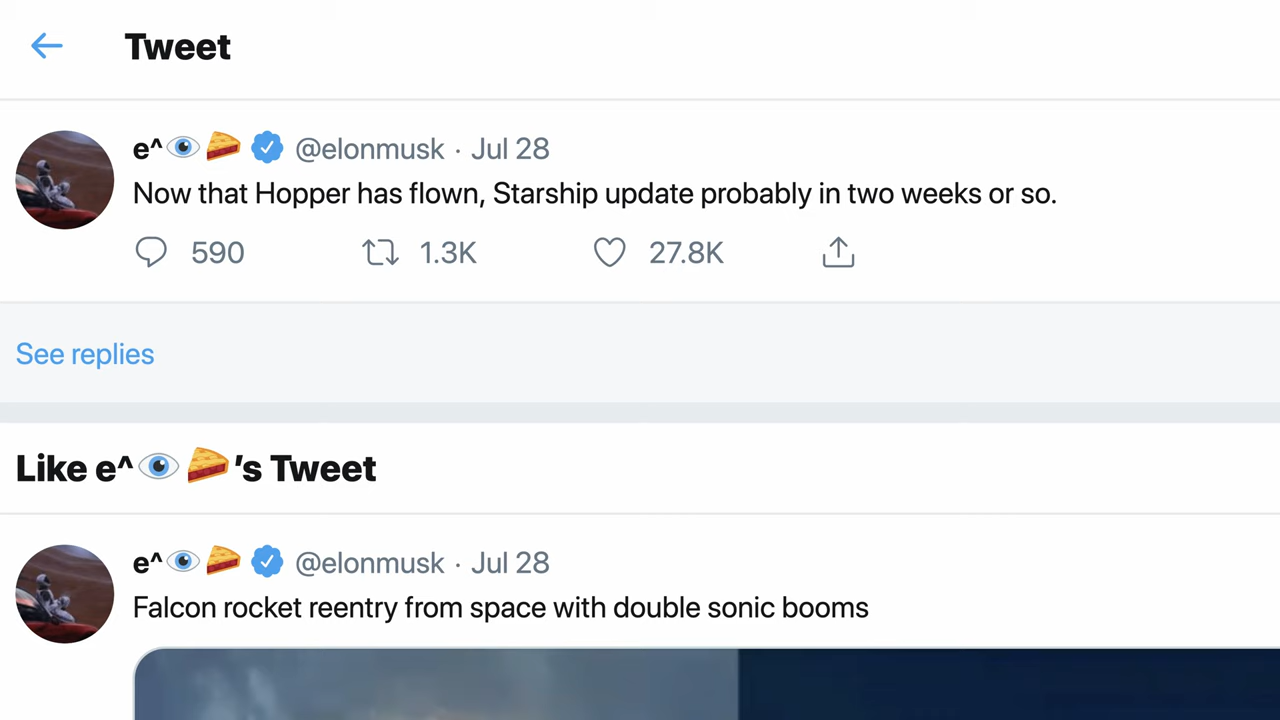 Tweet
e^👁🥧 @elonmusk · Jul 28
Now that Hopper has flown, Starship update probably in two weeks or so.
590 1.3K 27.8K
See replies
Like e^👁🥧's Tweet
e^👁🥧 @elonmusk · Jul 28
Falcon rocket reentry from space with double sonic booms